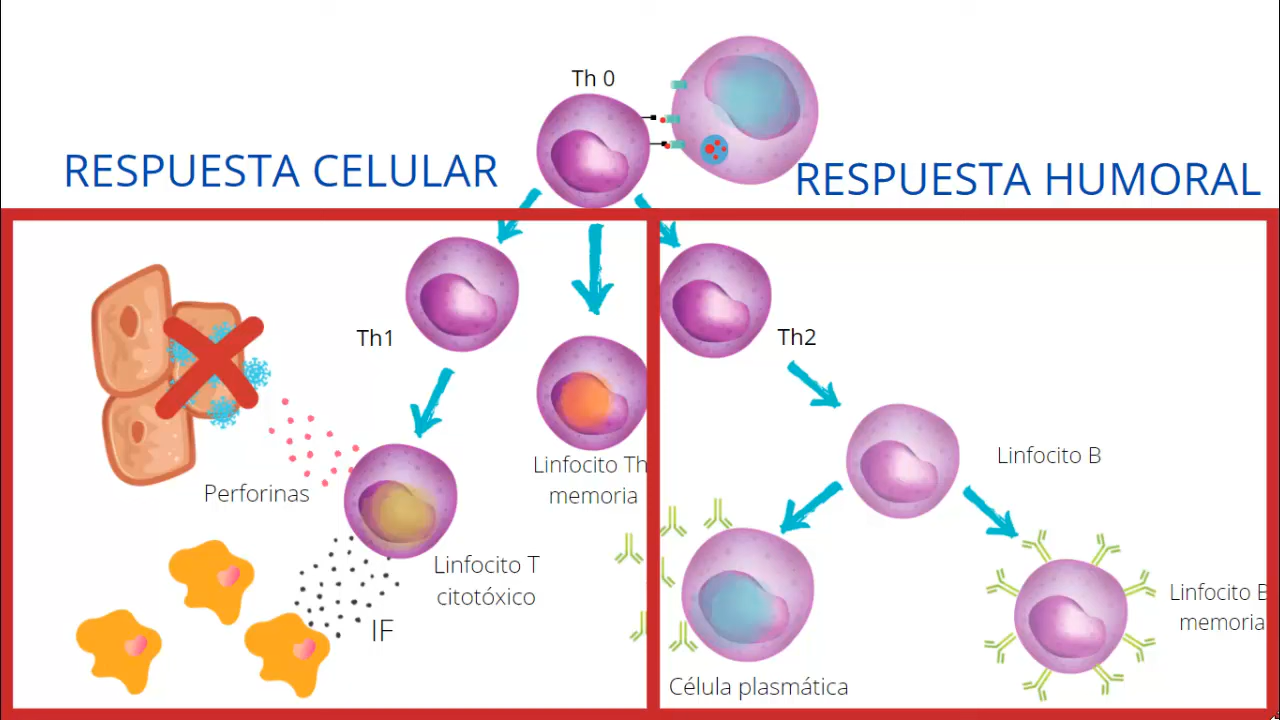 Th 0
RESPUESTA CELULAR
RESPUESTA HUMORAL
Th1
Th2
Linfocito Th
memoria
Linfocito B
Perforinas
Linfocito T
citotóxico
IF
Linfocito B
memoria
Célula plasmática